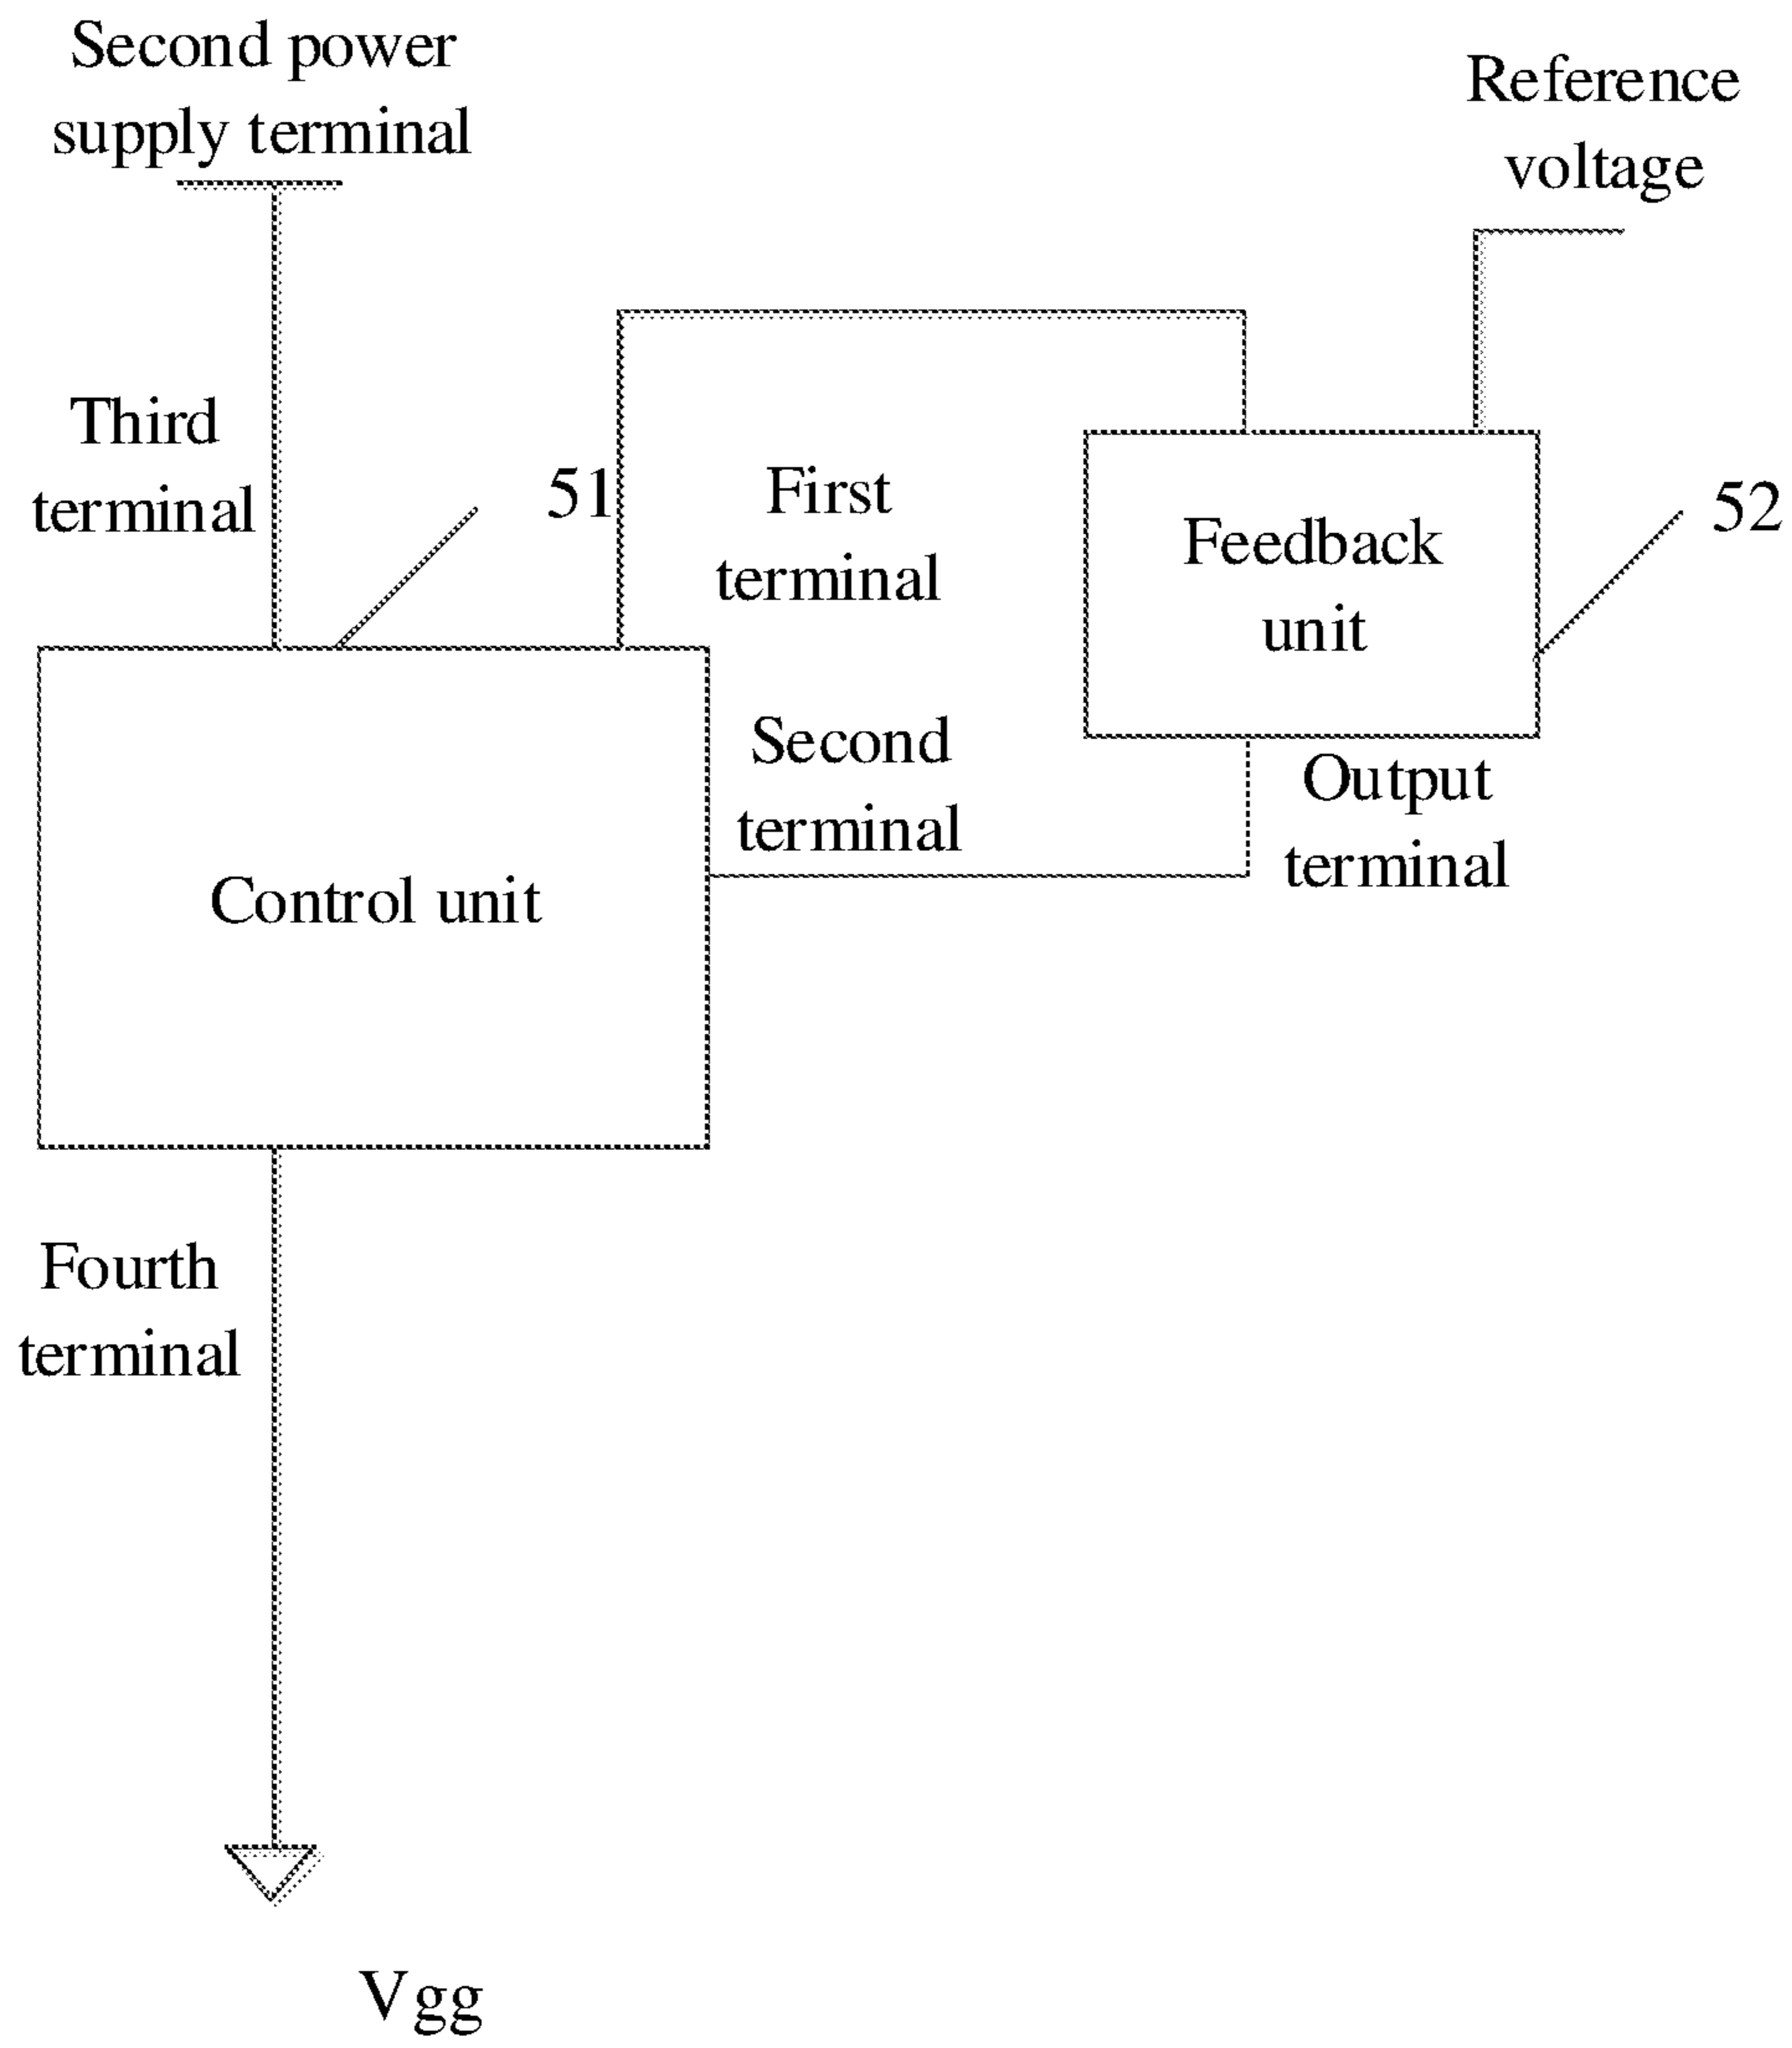 Second power
supply terminal
Reference
voltage
Third
terminal
51
First
terminal
Feedback
unit
52
Second
terminal
Output
terminal
Control unit
Fourth
terminal
Vgg